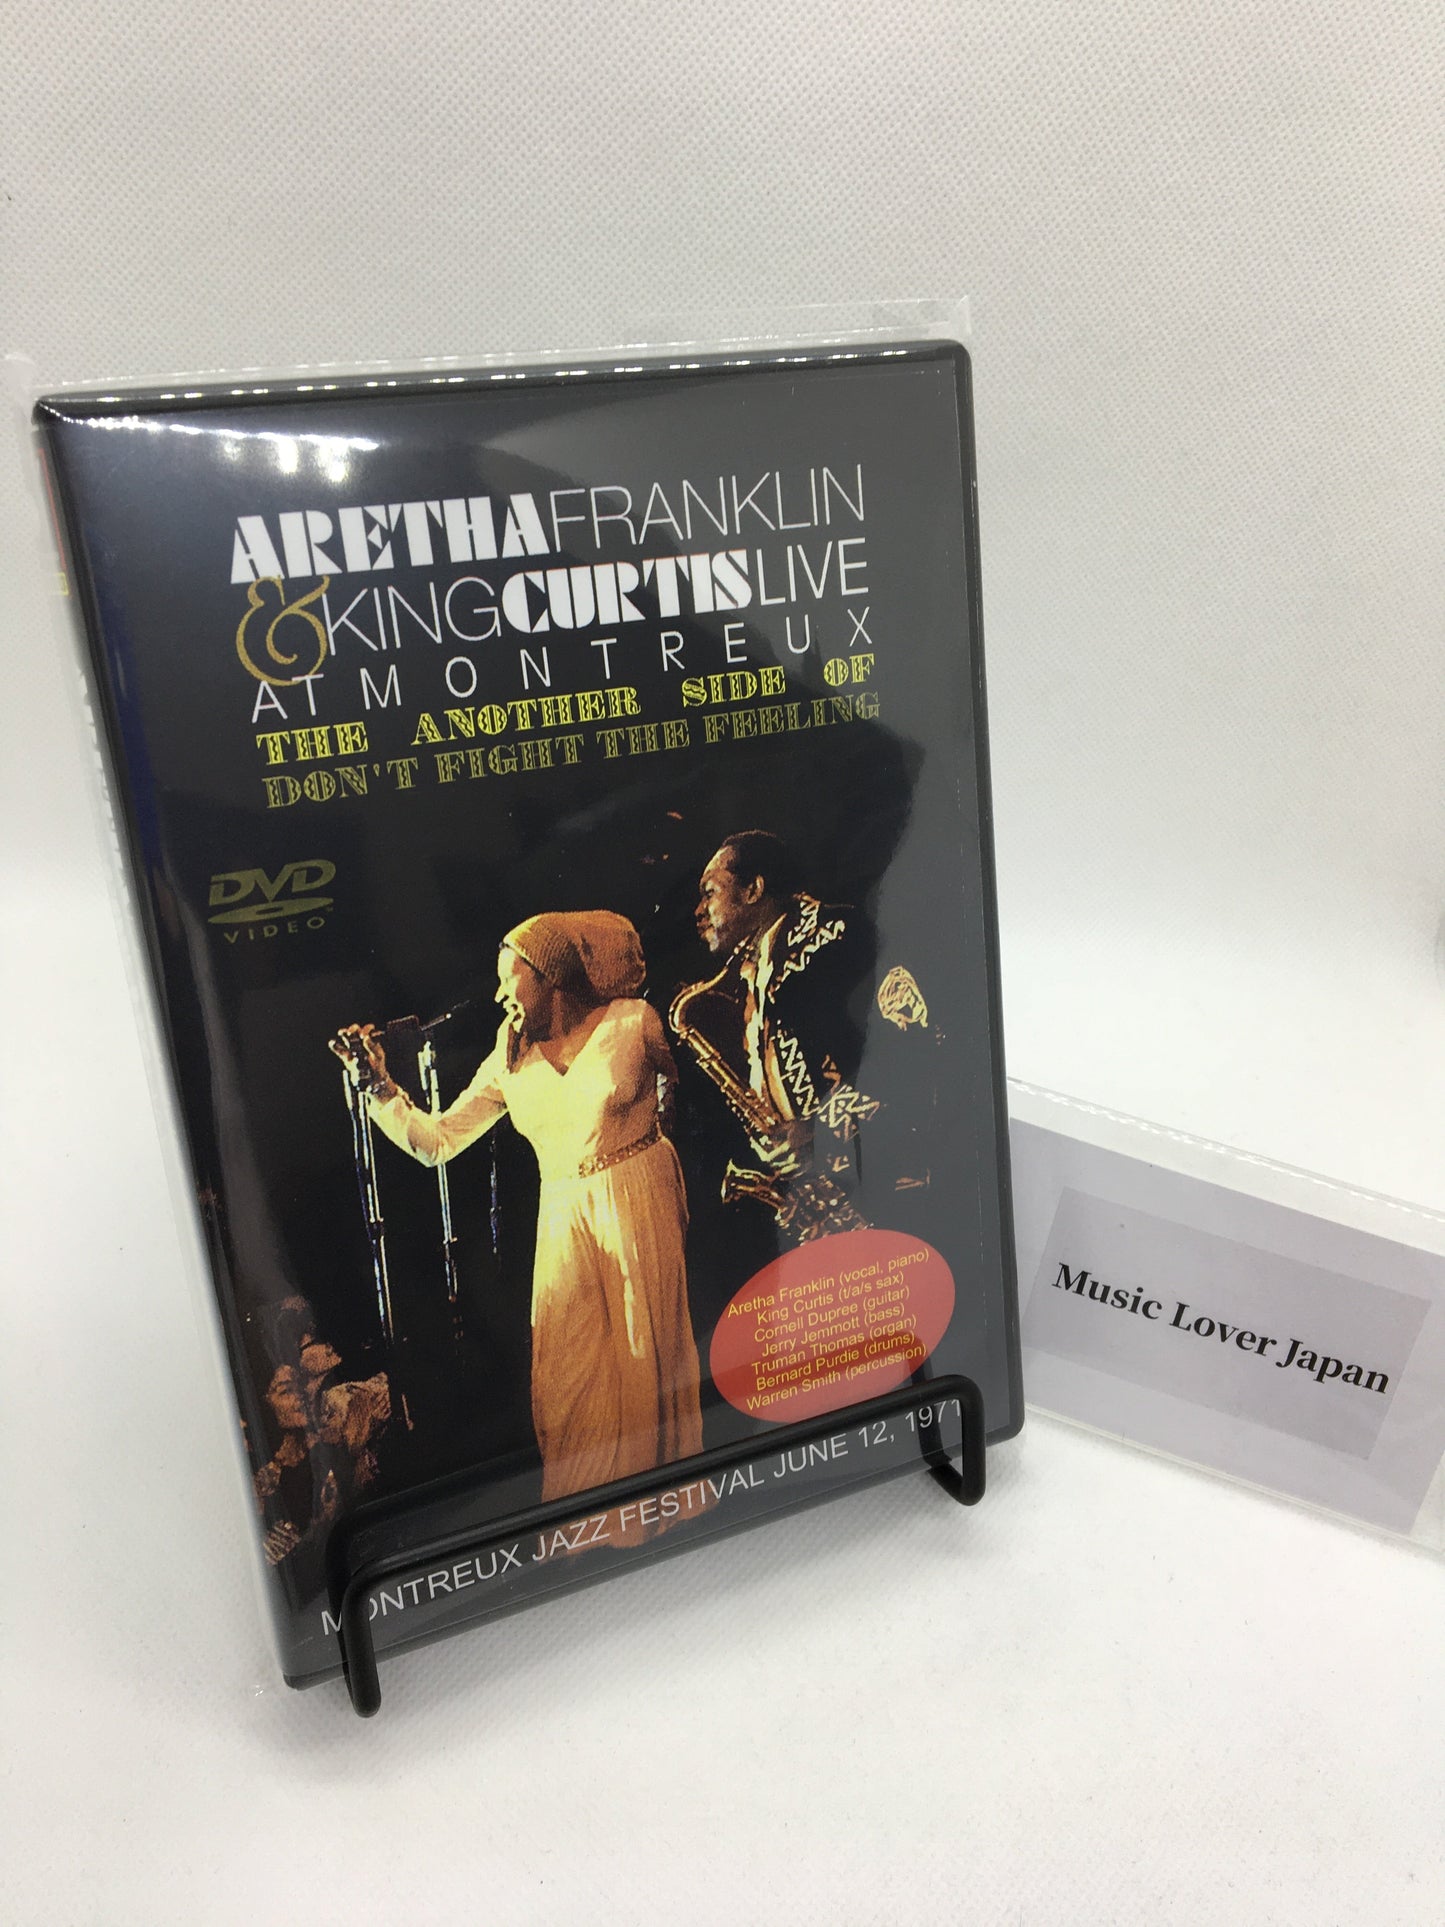 ARETHA FRANKLIN
& KING CURTIS LIVE
AT MONTREUX
THE ANOTHER SIDE OF
DON'T FIGHT THE FEELING
DVD
VIDEO
Aretha Franklin (vocal, piano)
King Curtis (t/a/s sax)
Cornell Dupree (guitar)
Jerry Jemmott (bass)
Truman Thomas (organ)
Bernard Purdie (drums)
Warren Smith (percussion)
MONTREUX JAZZ FESTIVAL JUNE 12, 1971
Music Lover Japan